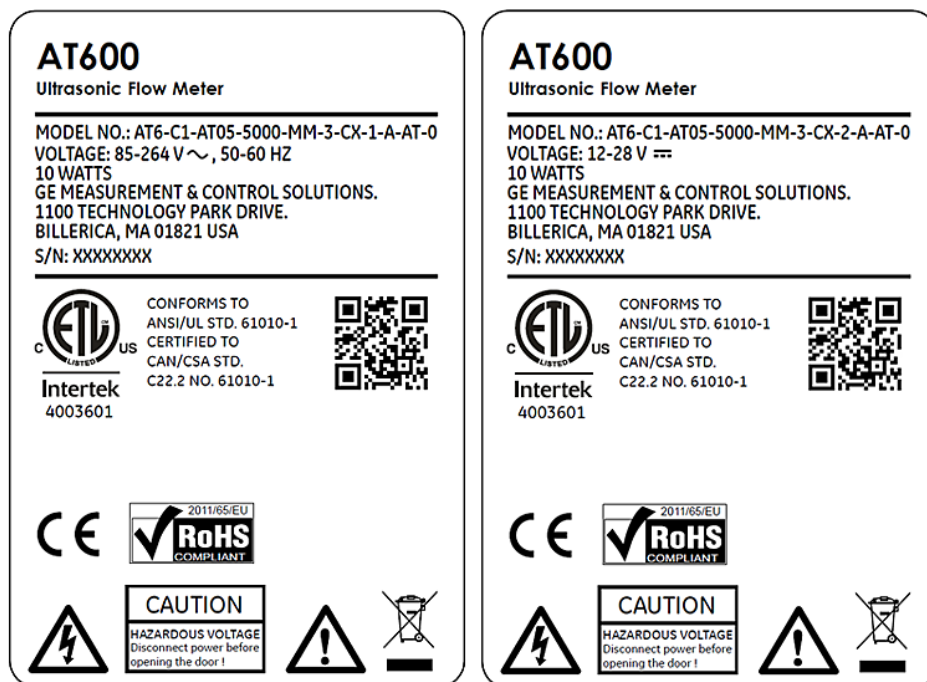 AT600
Ultrasonic Flow Meter
MODEL NO.: AT6-C1-AT05-5000-MM-3-CX-1-A-AT-0
VOLTAGE: 85-264 V ~ , 50-60 HZ
10 WATTS
GE MEASUREMENT & CONTROL SOLUTIONS.
1100 TECHNOLOGY PARK DRIVE.
BILLERICA, MA 01821 USA
S/N: XXXXXXXX
ETL CM
LISTED
C US
Intertek
4003601
CONFORMS TO
ANSI/UL STD. 61010-1
CERTIFIED TO
CAN/CSA STD.
C22.2 NO. 61010-1
CE
2011/65/EU
RoHS
COMPLIANT
CAUTION
HAZARDOUS VOLTAGE
Disconnect power before
opening the door !
AT600
Ultrasonic Flow Meter
MODEL NO.: AT6-C1-AT05-5000-MM-3-CX-2-A-AT-0
VOLTAGE: 12-28 V ⎓
10 WATTS
GE MEASUREMENT & CONTROL SOLUTIONS.
1100 TECHNOLOGY PARK DRIVE.
BILLERICA, MA 01821 USA
S/N: XXXXXXXX
ETL CM
LISTED
C US
Intertek
4003601
CONFORMS TO
ANSI/UL STD. 61010-1
CERTIFIED TO
CAN/CSA STD.
C22.2 NO. 61010-1
CE
2011/65/EU
RoHS
COMPLIANT
CAUTION
HAZARDOUS VOLTAGE
Disconnect power before
opening the door !